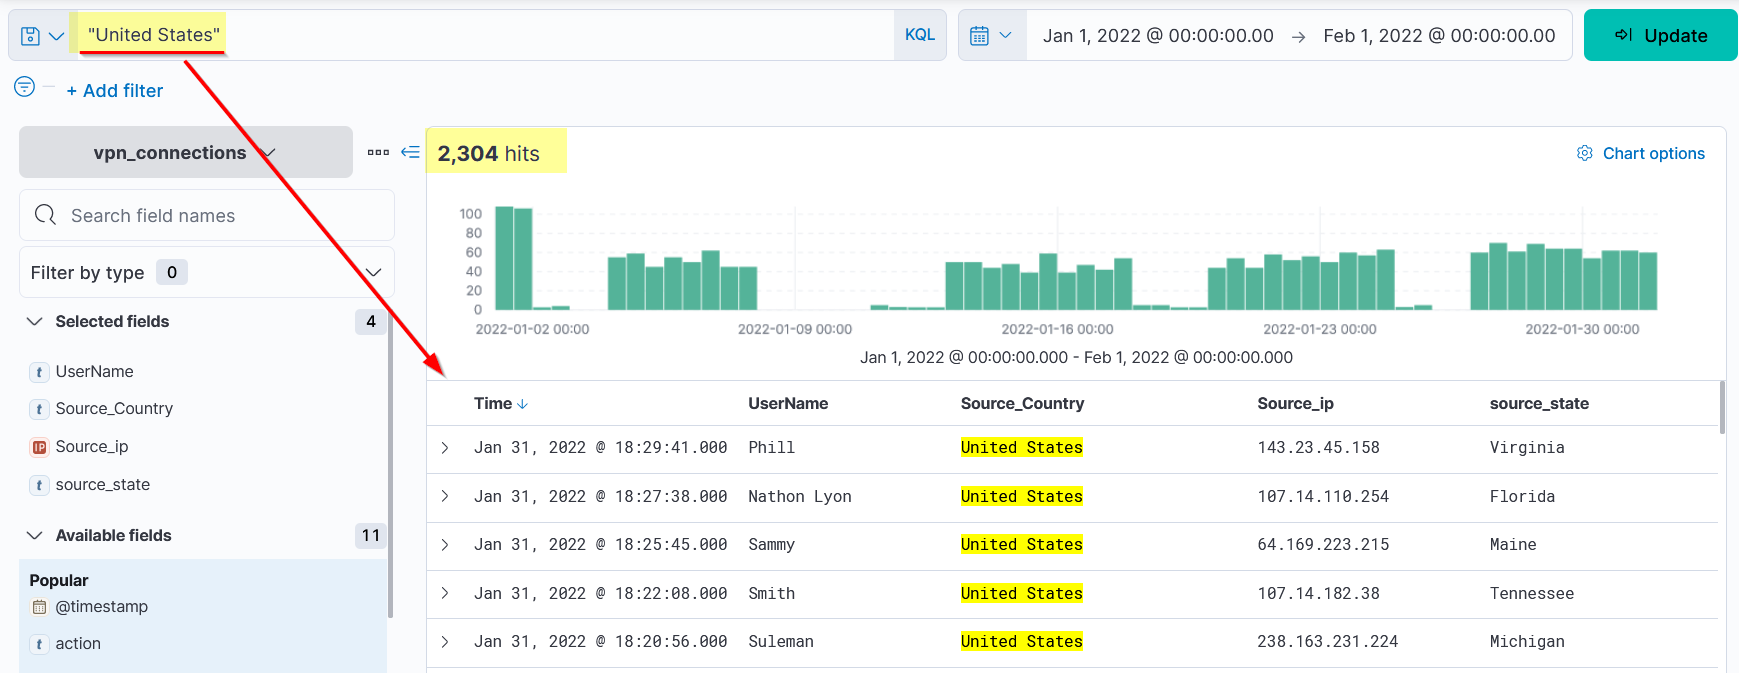 "United States" KQL Jan 1, 2022 @ 00:00:00.00 → Feb 1, 2022 @ 00:00:00.00 Update
+ Add filter
vpn_connections
Search field names
Filter by type 0
Selected fields 4
t UserName
t Source_Country
IP Source_ip
t source_state
Available fields 11
Popular
@timestamp
t action
2,304 hits Chart options
100
80
60
40
20
0
2022-01-02 00:00 2022-01-09 00:00 2022-01-16 00:00 2022-01-23 00:00 2022-01-30 00:00
Jan 1, 2022 @ 00:00:00.000 - Feb 1, 2022 @ 00:00:00.000
Time UserName Source_Country Source_ip source_state
Jan 31, 2022 @ 18:29:41.000 Phill United States 143.23.45.158 Virginia
Jan 31, 2022 @ 18:27:38.000 Nathon Lyon United States 107.14.110.254 Florida
Jan 31, 2022 @ 18:25:45.000 Sammy United States 64.169.223.215 Maine
Jan 31, 2022 @ 18:22:08.000 Smith United States 107.14.182.38 Tennessee
Jan 31, 2022 @ 18:20:56.000 Suleman United States 238.163.231.224 Michigan